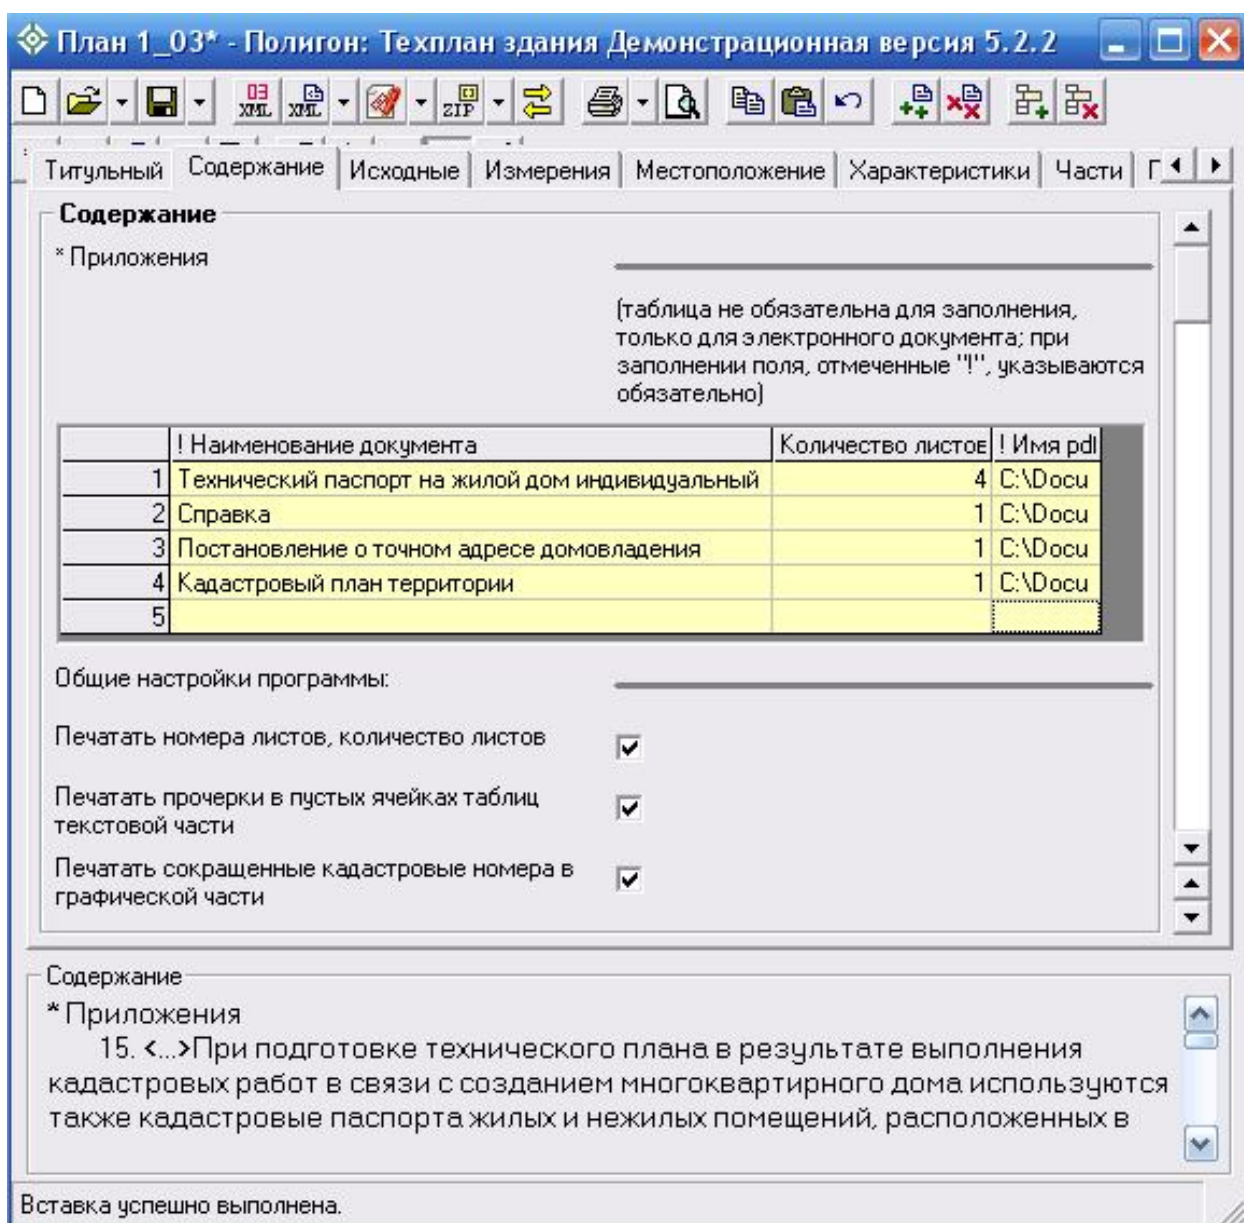 План 1_03* - Полигон: Техплан здания Демонстрационная версия 5.2.2
03 XML XML ZIP
Титульный Содержание Исходные Измерения Местоположение Характеристики Части
Содержание
* Приложения
(таблица не обязательна для заполнения,
только для электронного документа; при
заполнении поля, отмеченные "!", указываются
обязательно)
! Наименование документа Количество листов ! Имя pdf
1 Технический паспорт на жилой дом индивидуальный 4 C:\Docu
2 Справка 1 C:\Docu
3 Постановление о точном адресе домовладения 1 C:\Docu
4 Кадастровый план территории 1 C:\Docu
5
Общие настройки программы:
Печатать номера листов, количество листов
Печатать прочерки в пустых ячейках таблиц
текстовой части
Печатать сокращенные кадастровые номера в
графической части
Содержание
* Приложения
15. <...>При подготовке технического плана в результате выполнения
кадастровых работ в связи с созданием многоквартирного дома используются
также кадастровые паспорта жилых и нежилых помещений, расположенных в
Вставка успешно выполнена.